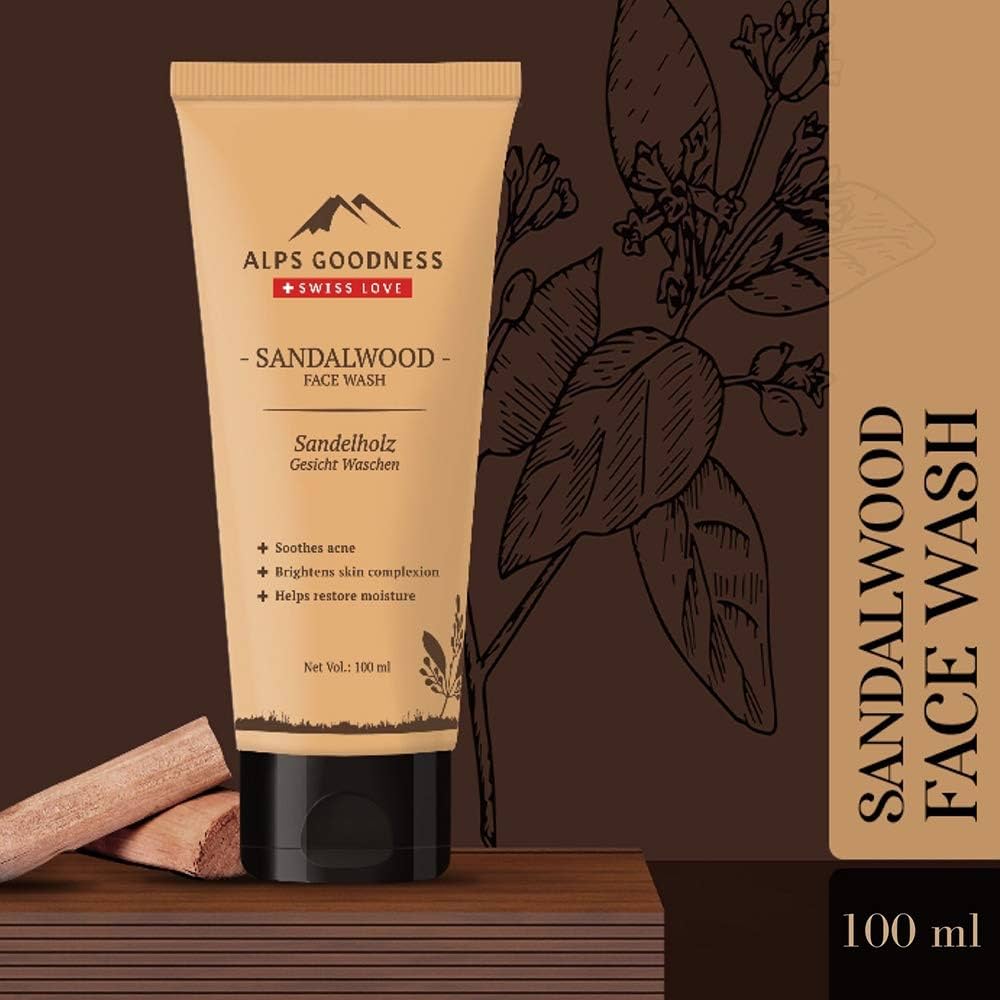 ALPS GOODNESS
+ SWISS LOVE
- SANDALWOOD -
FACE WASH
Sandelholz
Gesicht Waschen
+ Soothes acne
+ Brightens skin complexion
+ Helps restore moisture
Net Vol.: 100 ml
SANDALWOOD
FACE WASH
100 ml